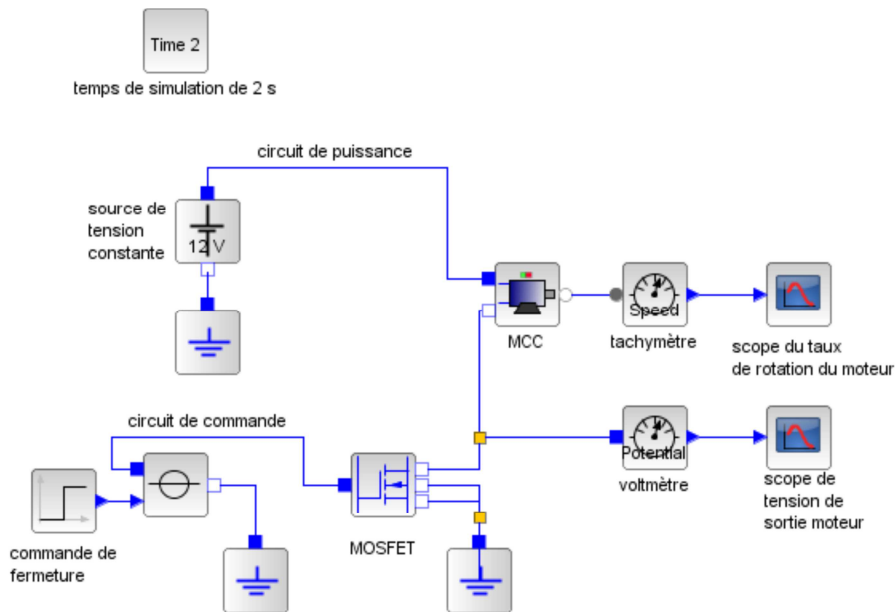 Time 2
temps de simulation de 2 s
circuit de puissance
source de
tension
constante
12 V
Speed
MCC
tachymètre
scope du taux
de rotation du moteur
circuit de commande
Potential
voltmètre
scope de
tension de
sortie moteur
commande de
fermeture
MOSFET